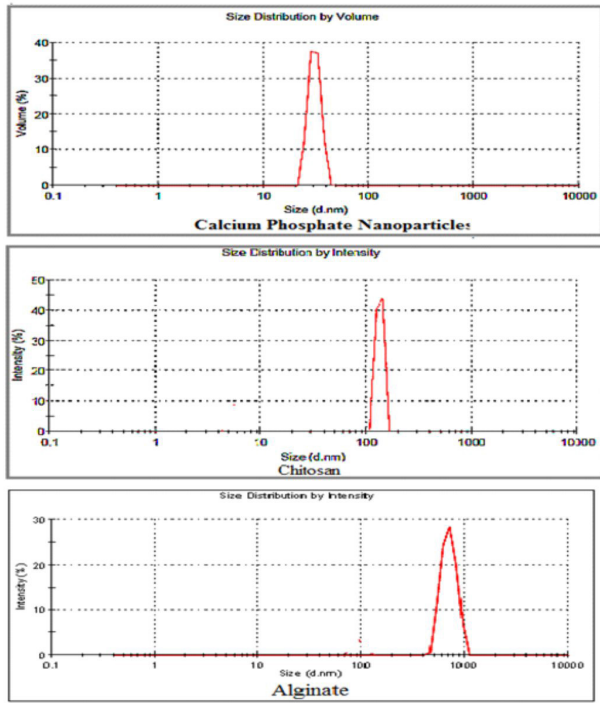 Size Distribution by Volume
40
30
20
10
0
Volume (%)
0.1 1 10 100 1000 10000
Size (d.nm)
Calcium Phosphate Nanoparticles
Size Distribution by Intensity
50
40
30
20
10
0
Intensity (%)
0.1 1 10 100 1000 10000
Size (d.nm)
Chitosan
Size Distribution by Intensity
30
20
10
0
Intensity (%)
0.1 1 10 100 1000 10000
Size (d.nm)
Alginate